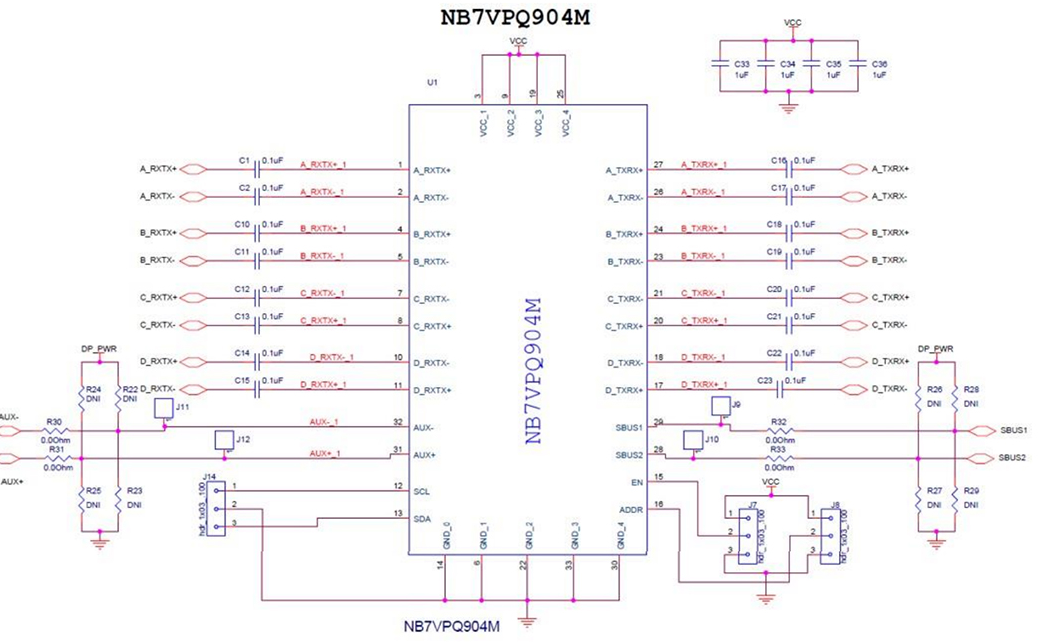 NB7VPQ904M
VCC
VCC
C33 C34 C35 C36
1uF 1uF 1uF 1uF
U1
3 9 19 25
VCC_1 VCC_2 VCC_3 VCC_4
A_RXTX+ C1 0.1uF A_RXTX+_1 1 A_RXTX+ A_TXRX+ 27 A_TXRX+_1 C16 0.1uF A_TXRX+
A_RXTX- C2 0.1uF A_RXTX-_1 2 A_RXTX- A_TXRX- 26 A_TXRX-_1 C17 0.1uF A_TXRX-
B_RXTX+ C10 0.1uF B_RXTX+_1 4 B_RXTX+ B_TXRX+ 24 B_TXRX+_1 C18 0.1uF B_TXRX+
B_RXTX- C11 0.1uF B_RXTX-_1 5 B_RXTX- B_TXRX- 23 B_TXRX-_1 C19 0.1uF B_TXRX-
C_RXTX+ C12 0.1uF C_RXTX-_1 7 C_RXTX- C_TXRX- 21 C_TXRX-_1 C20 0.1uF C_TXRX+
C_RXTX- C13 0.1uF C_RXTX+_1 8 C_RXTX+ C_TXRX+ 20 C_TXRX+_1 C21 0.1uF C_TXRX-
D_RXTX+ C14 0.1uF D_RXTX-_1 10 D_RXTX- D_TXRX- 18 D_TXRX-_1 C22 0.1uF D_TXRX+
D_RXTX- C15 0.1uF D_RXTX+_1 11 D_RXTX+ D_TXRX+ 17 D_TXRX+_1 C23 0.1uF D_TXRX-
NB7VPQ904M
DP_PWR DP_PWR
R24 R22 R26 R28
DNI DNI DNI DNI
J11 J9
AUX- R30 AUX-_1 32 AUX- SBUS1 29 R32 SBUS1
0.0Ohm 0.0Ohm
J12 J10
R31 AUX+_1 31 AUX+ SBUS2 28 R33 SBUS2
0.0Ohm 0.0Ohm
AUX+
R25 R23 R27 R29
DNI DNI DNI DNI
J14
hdr_1x03_100
1 12 SCL EN 15 VCC
2
3 13 SDA ADDR 16
J7 J8
1 1
2 2
3 3
hdr_1x03_100 hdr_1x03_100
GND_0 GND_1 GND_2 GND_3 GND_4
14 6 22 33 30
NB7VPQ904M